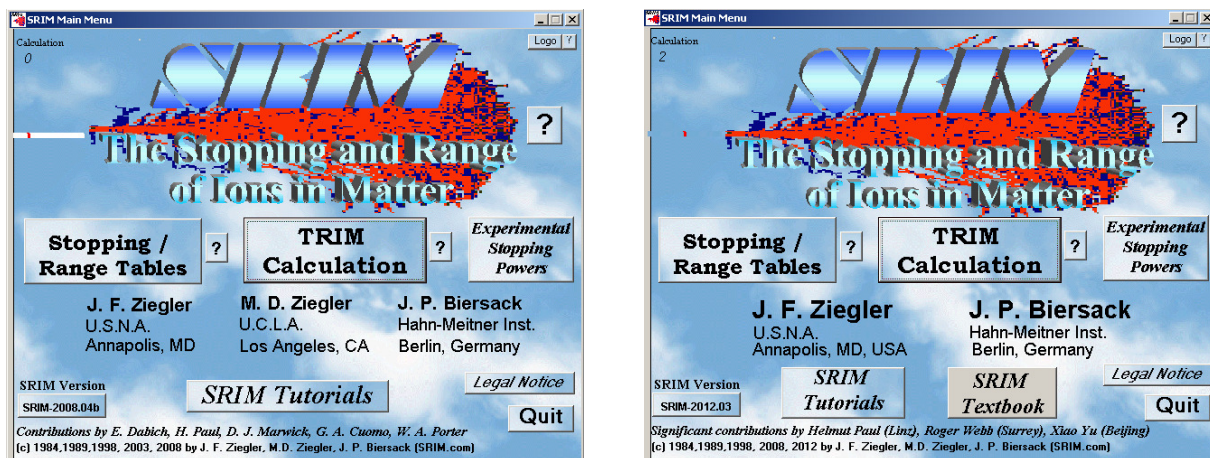 SRIM Main Menu
Calculation
0
Logo ?
SRIM
?
The Stopping and Range
of Ions in Matter
Stopping /
Range Tables
?
TRIM
Calculation
?
Experimental
Stopping
Powers
J. F. Ziegler
U.S.N.A.
Annapolis, MD
M. D. Ziegler
U.C.L.A.
Los Angeles, CA
J. P. Biersack
Hahn-Meitner Inst.
Berlin, Germany
SRIM Version
SRIM-2008.04b
SRIM Tutorials
Legal Notice
Quit
Contributions by E. Dabich, H. Paul, D. J. Marwick, G. A. Cuomo, W. A. Porter
(c) 1984,1989,1998, 2003, 2008 by J. F. Ziegler, M.D. Ziegler, J. P. Biersack (SRIM.com)
SRIM Main Menu
Calculation
2
Logo ?
SRIM
?
The Stopping and Range
of Ions in Matter
Stopping /
Range Tables
?
TRIM
Calculation
?
Experimental
Stopping
Powers
J. F. Ziegler
U.S.N.A.
Annapolis, MD, USA
J. P. Biersack
Hahn-Meitner Inst.
Berlin, Germany
SRIM Version
SRIM-2012.03
SRIM
Tutorials
SRIM
Textbook
Legal Notice
Quit
Significant contributions by Helmut Paul (Linz), Roger Webb (Surrey), Xiao Yu (Beijing)
(c) 1984,1989,1998, 2008, 2012 by J. F. Ziegler, M.D. Ziegler, J. P. Biersack (SRIM.com)